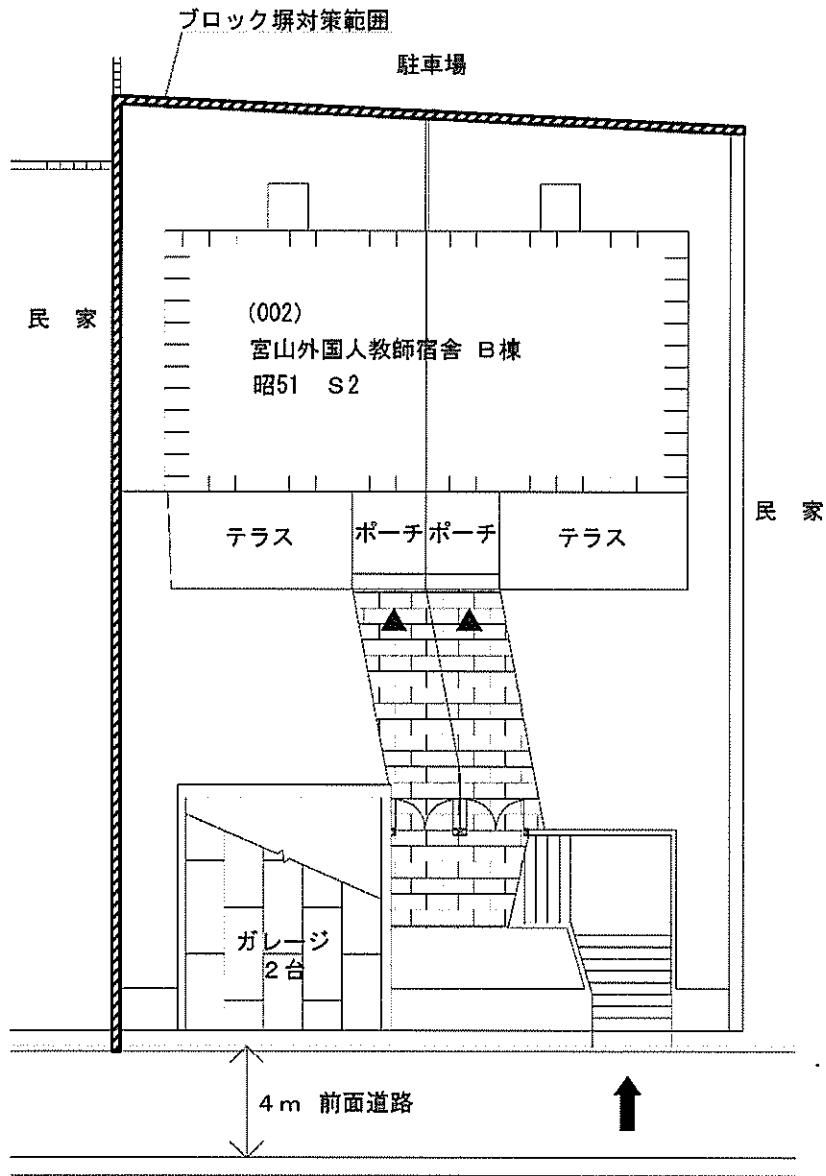 ブロック塀対策範囲
駐車場
民 家
(002)
宮山外国人教師宿舎 B棟
昭51 S2
民 家
テラス
ポーチ
ポーチ
テラス
ガレージ
2台
4m 前面道路